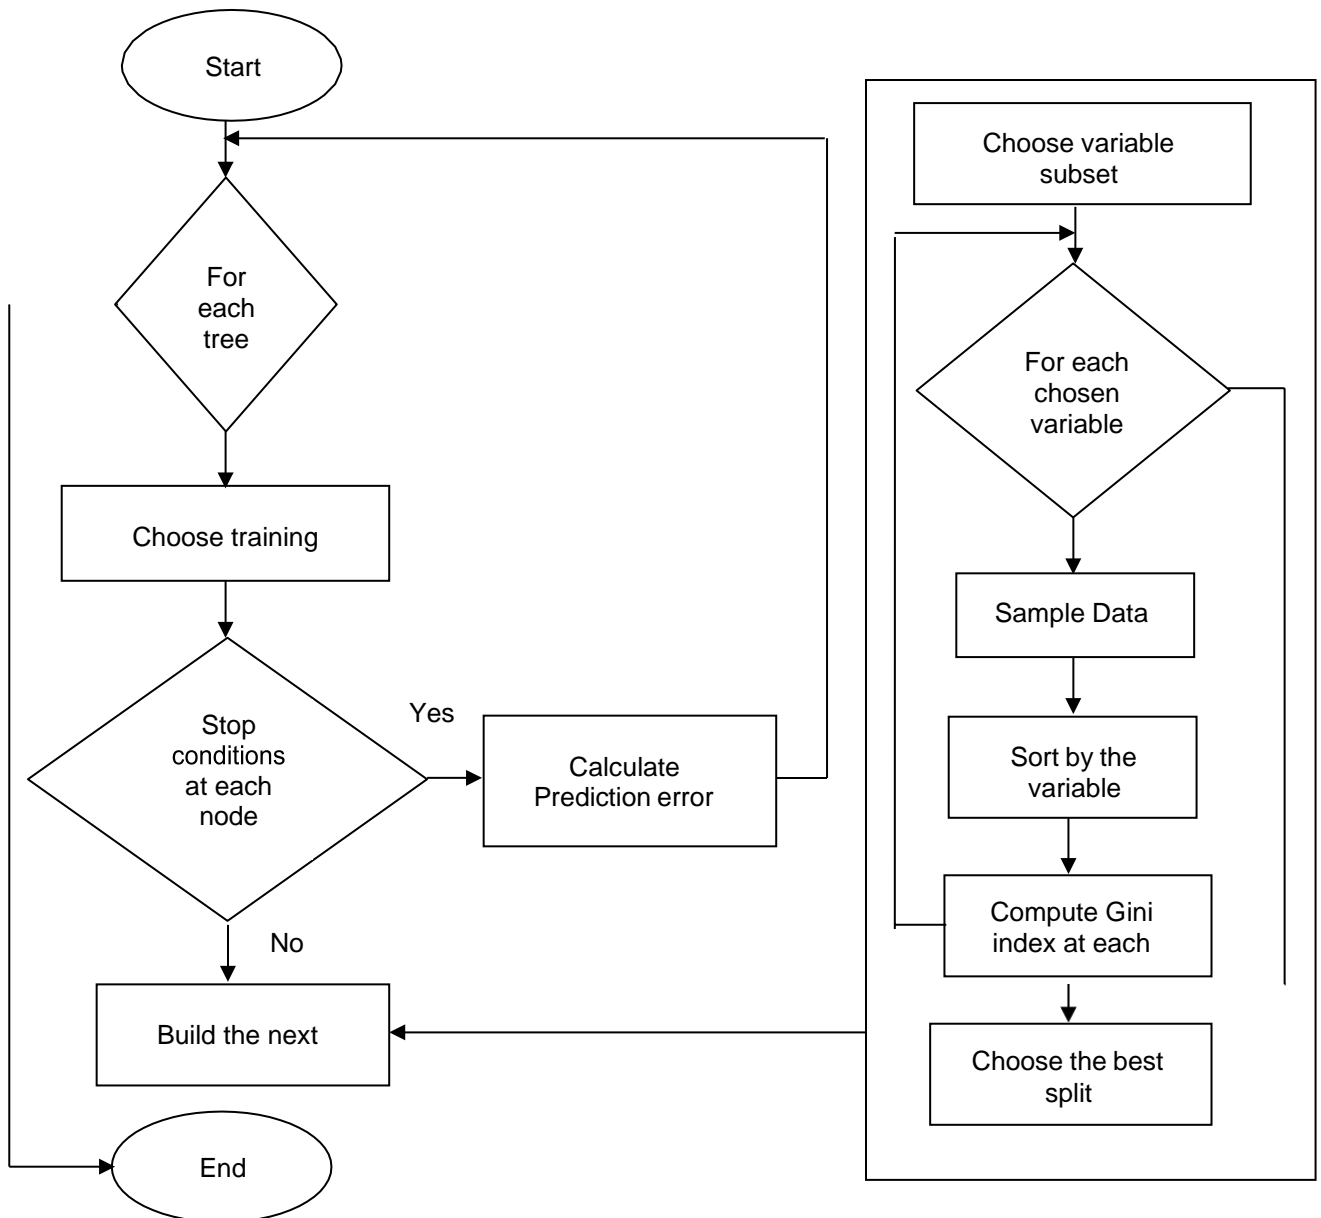 Start
For
each
tree
Choose training
Stop
conditions
at each
node
Yes
Calculate
Prediction error
No
Build the next
End
Choose variable
subset
For each
chosen
variable
Sample Data
Sort by the
variable
Compute Gini
index at each
Choose the best
split